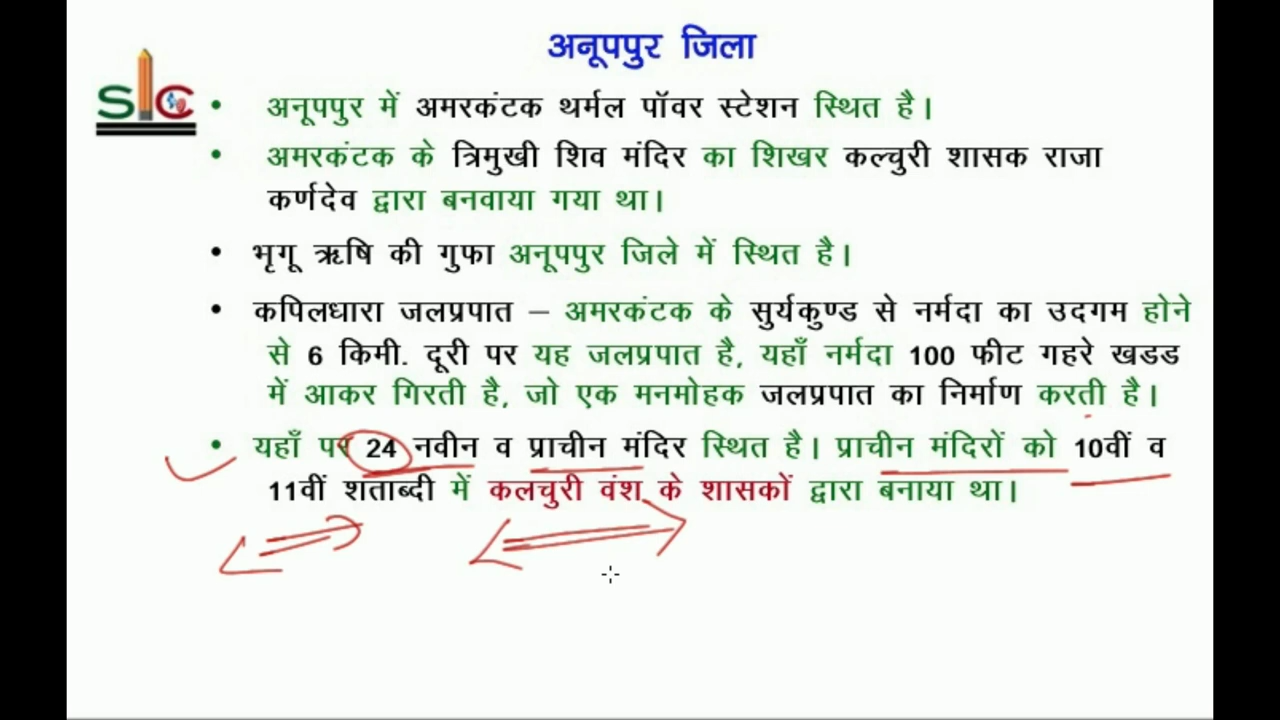 अनूपपुर जिला
SIC
• अनूपपुर में अमरकंटक थर्मल पॉवर स्टेशन स्थित है।
• अमरकंटक के त्रिमुखी शिव मंदिर का शिखर कल्चुरी शासक राजा
कर्णदेव द्वारा बनवाया गया था।
• भृगू ऋषि की गुफा अनूपपुर जिले में स्थित है।
• कपिलधारा जलप्रपात – अमरकंटक के सुर्यकुण्ड से नर्मदा का उदगम होने
से 6 किमी. दूरी पर यह जलप्रपात है, यहाँ नर्मदा 100 फीट गहरे खडड
में आकर गिरती है, जो एक मनमोहक जलप्रपात का निर्माण करती है।
• यहाँ पर 24 नवीन व प्राचीन मंदिर स्थित है। प्राचीन मंदिरों को 10वीं व
11वीं शताब्दी में कलचुरी वंश के शासकों द्वारा बनाया था।